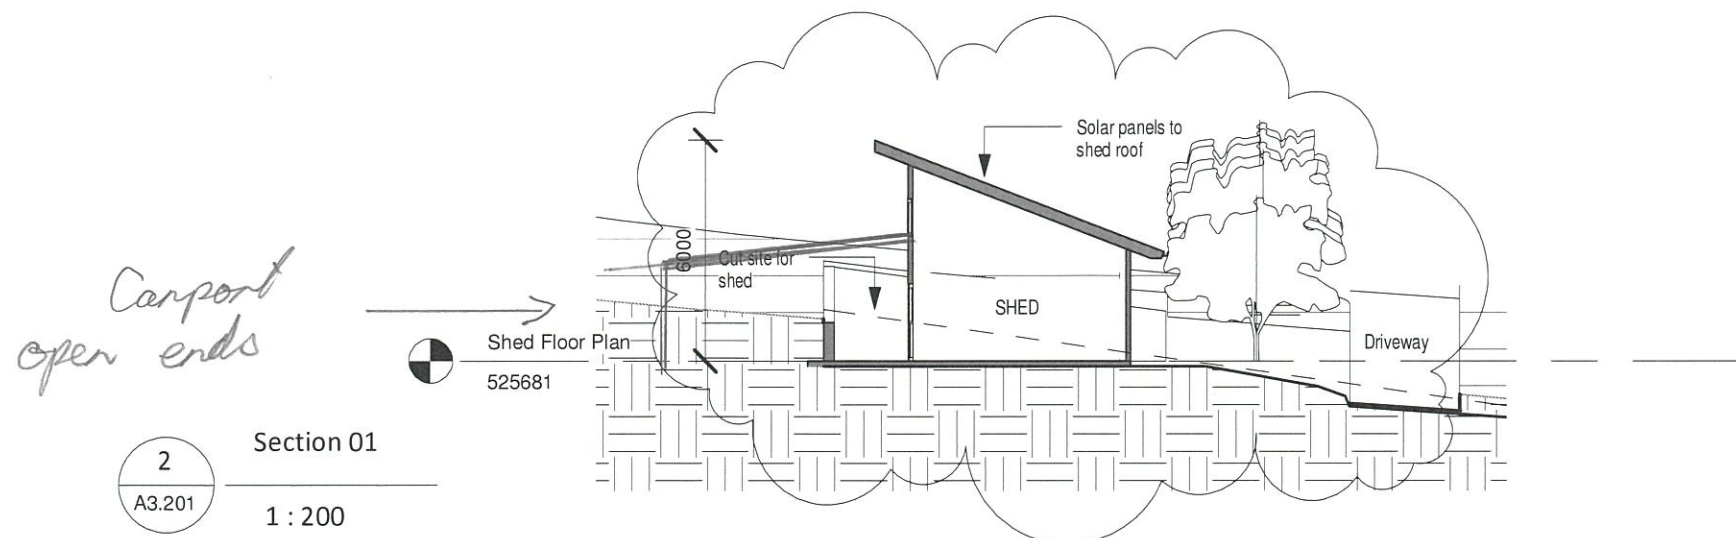 Solar panels to
shed roof
6000
Cut site for
shed
Carport
open ends
SHED
Shed Floor Plan
525681
Driveway
2
A3.201
Section 01
1 : 200